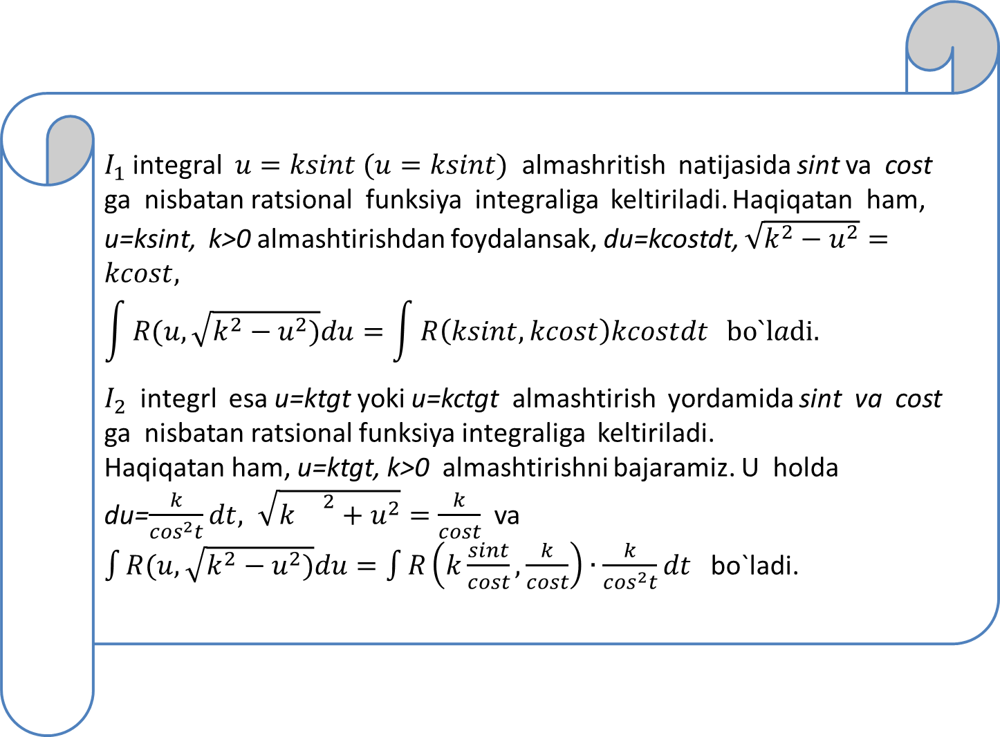 I₁ integral u = ksint (u = ksint) almashritish natijasida sint va cost
ga nisbatan ratsional funksiya integraliga keltiriladi. Haqiqatan ham,
u=ksint, k>0 almashtirishdan foydalansak, du=kcostdt, √(k² − u²) =
kcost,
∫ R(u, √(k² − u²))du = ∫ R(ksint, kcost)kcostdt bo`ladi.
I₂ integrl esa u=ktgt yoki u=kctgt almashtirish yordamida sint va cost
ga nisbatan ratsional funksiya integraliga keltiriladi.
Haqiqatan ham, u=ktgt, k>0 almashtirishni bajaramiz. U holda
du=k/cos²t dt, √(k² + u²) = k/cost va
∫ R(u, √(k² − u²))du = ∫ R(k sint/cost, k/cost) · k/cos²t dt bo`ladi.